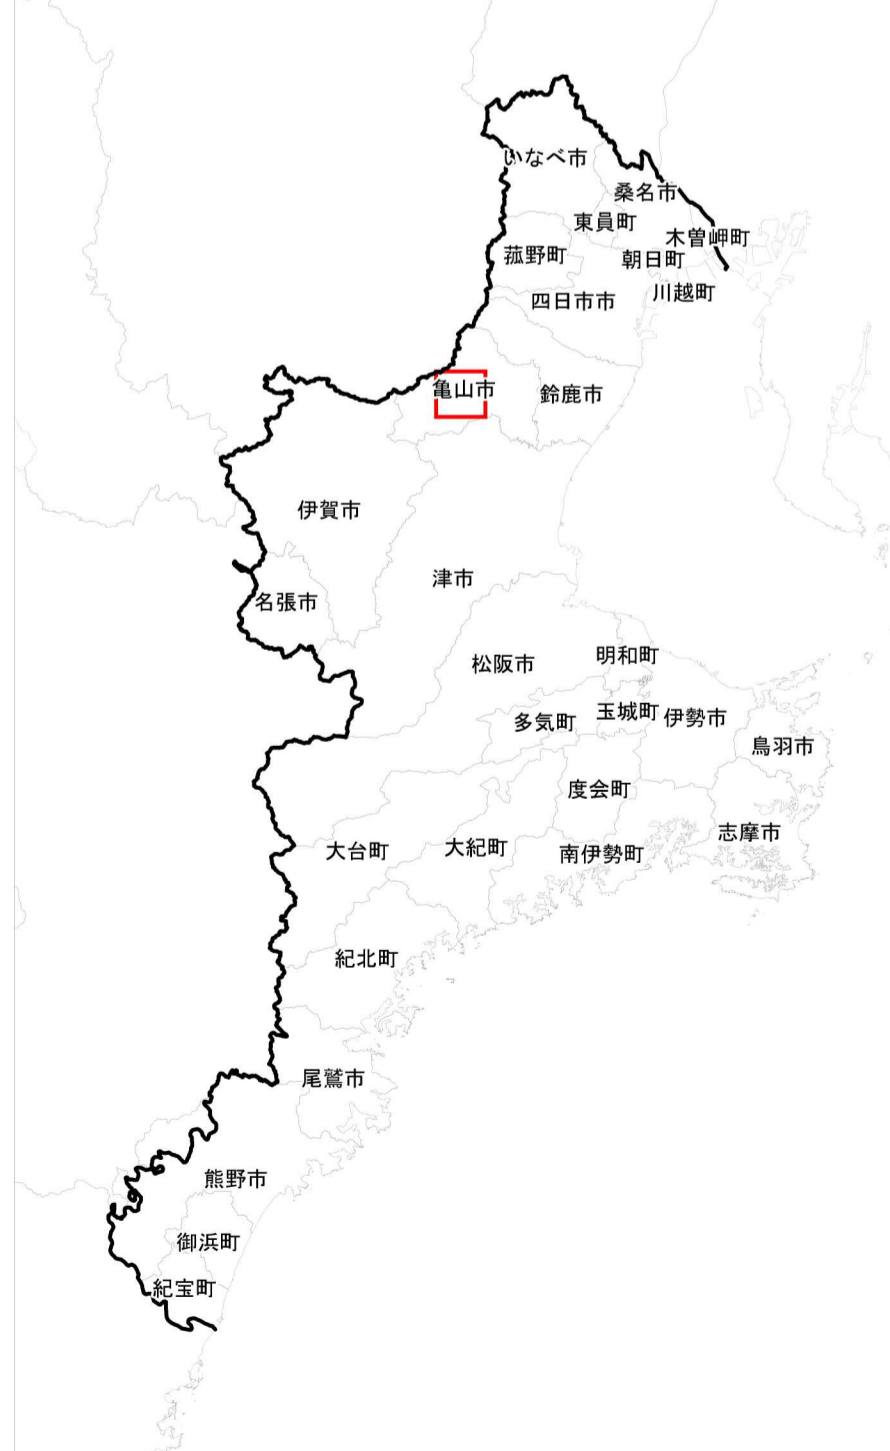 いなべ市
桑名市
東員町
木曽岬町
菰野町
朝日町
川越町
四日市市
亀山市
鈴鹿市
伊賀市
津市
名張市
松阪市
明和町
多気町
玉城町
伊勢市
鳥羽市
度会町
志摩市
大台町
大紀町
南伊勢町
紀北町
尾鷲市
熊野市
御浜町
紀宝町